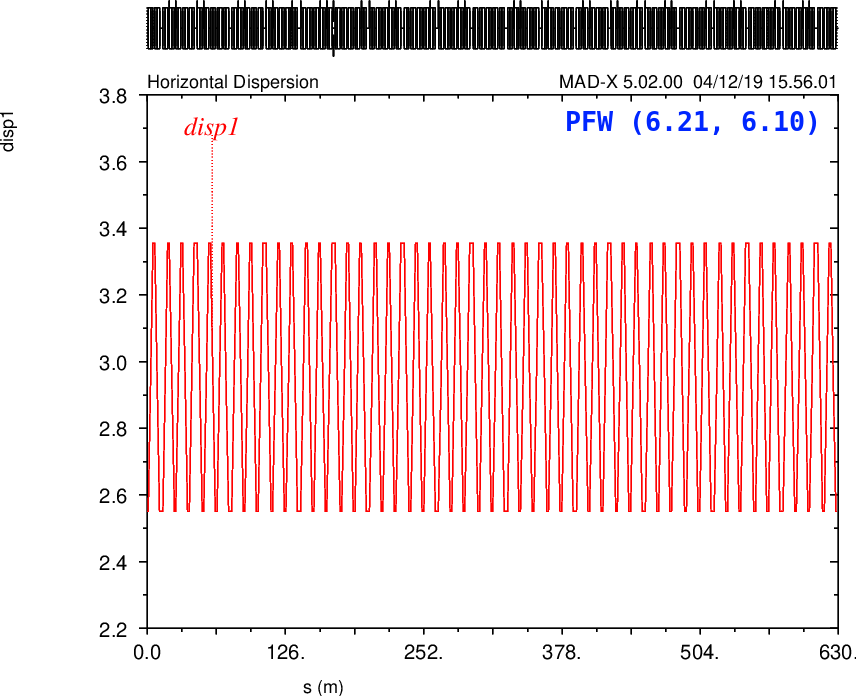 Horizontal Dispersion MAD-X 5.02.00 04/12/19 15.56.01
disp1
3.8
3.6
3.4
3.2
3.0
2.8
2.6
2.4
2.2
disp1
PFW (6.21, 6.10)
0.0 126. 252. 378. 504. 630.
s (m)